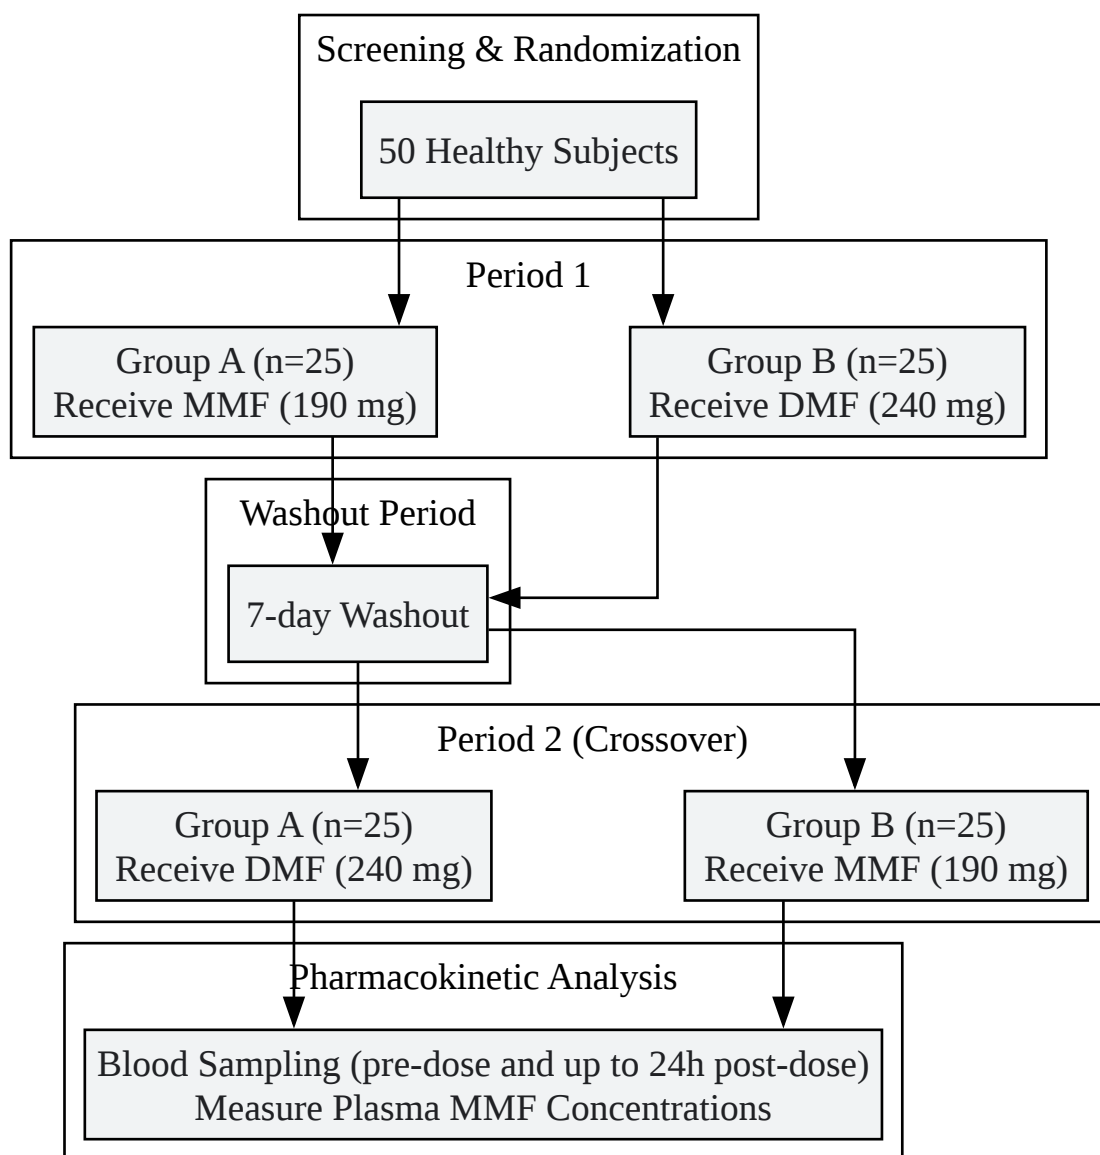 Screening & Randomization
50 Healthy Subjects
Period 1
Group A (n=25)
Receive MMF (190 mg)
Group B (n=25)
Receive DMF (240 mg)
Washout Period
7-day Washout
Period 2 (Crossover)
Group A (n=25)
Receive DMF (240 mg)
Group B (n=25)
Receive MMF (190 mg)
Pharmacokinetic Analysis
Blood Sampling (pre-dose and up to 24h post-dose)
Measure Plasma MMF Concentrations